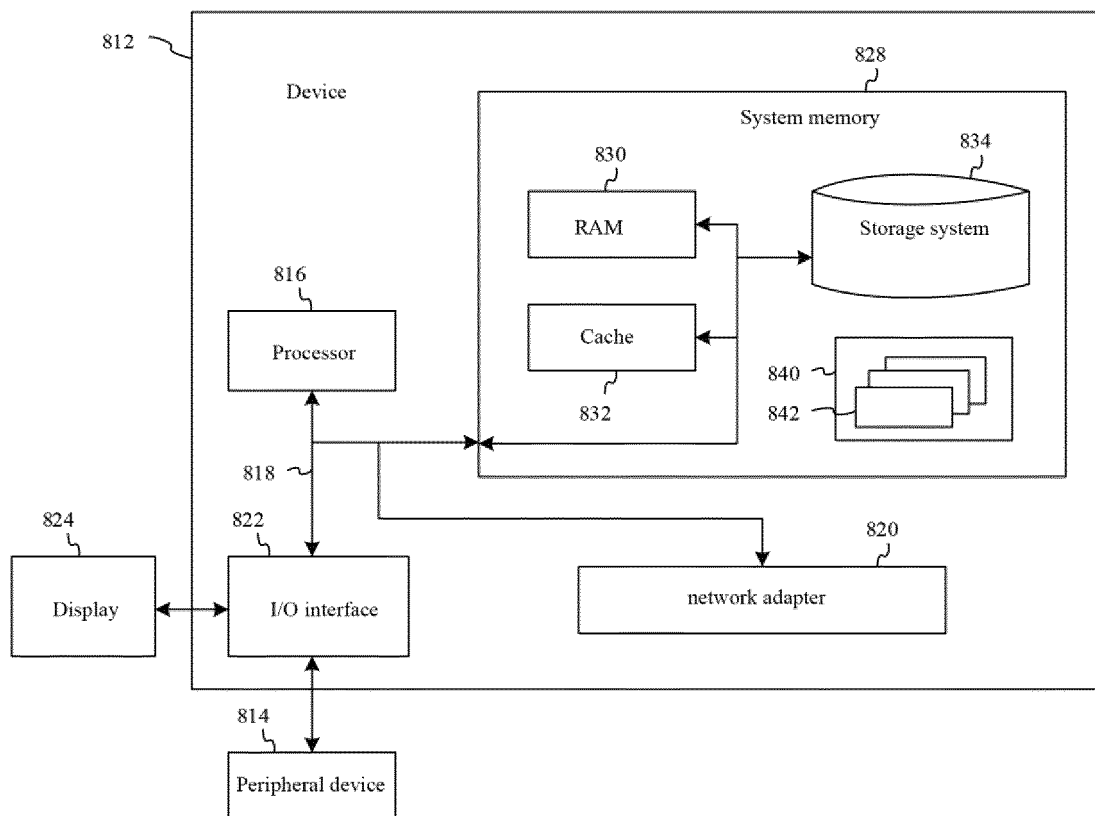 812
Device
828
System memory
830
RAM
834
Storage system
816
Processor
Cache
832
840
842
818
824
Display
822
I/O interface
820
network adapter
814
Peripheral device